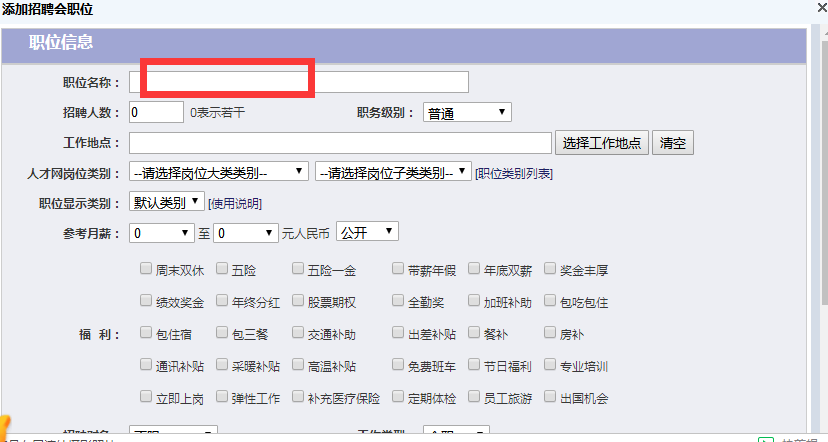 添加招聘会职位
职位信息
职位名称：
招聘人数： 0 0表示若干 职务级别： 普通
工作地点： 选择工作地点 清空
人才网岗位类别： --请选择岗位大类类别-- --请选择岗位子类类别-- [职位类别列表]
职位显示类别： 默认类别 [使用说明]
参考月薪： 0 至 0 元人民币 公开
周末双休 五险 五险一金 带薪年假 年底双薪 奖金丰厚
绩效奖金 年终分红 股票期权 全勤奖 加班补助 包吃包住
福 利： 包住宿 包三餐 交通补助 出差补贴 餐补 房补
通讯补贴 采暖补贴 高温补贴 免费班车 节日福利 专业培训
立即上岗 弹性工作 补充医疗保险 定期体检 员工旅游 出国机会